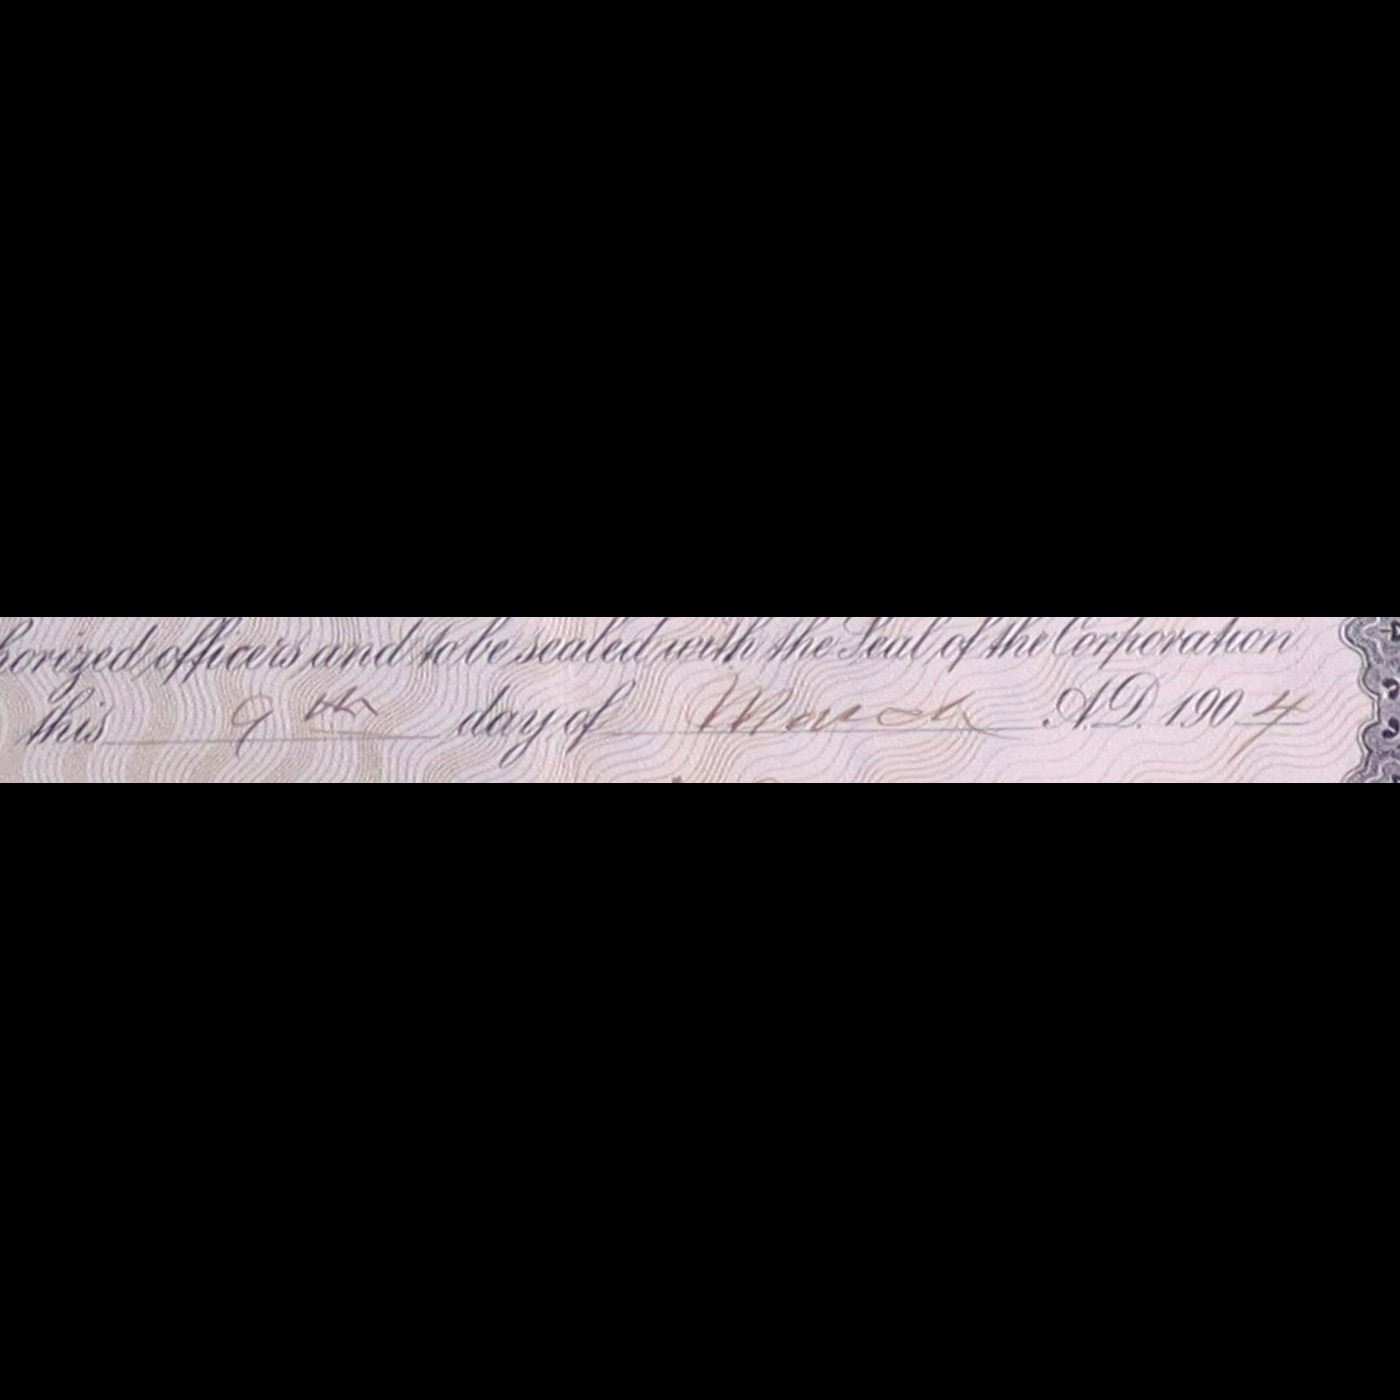 horized officers and to be sealed with the Seal of the Corporation
this 9th day of March A.D. 1904